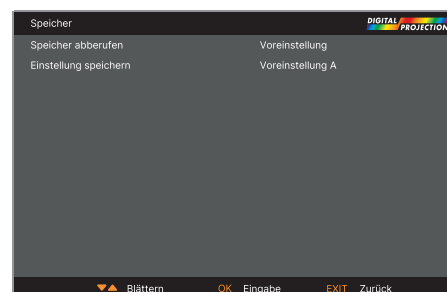 Speicher
DIGITAL
PROJECTION
Speicher abberufen Voreinstellung
Einstellung speichern Voreinstellung A
Blättern OK Eingabe EXIT Zurück